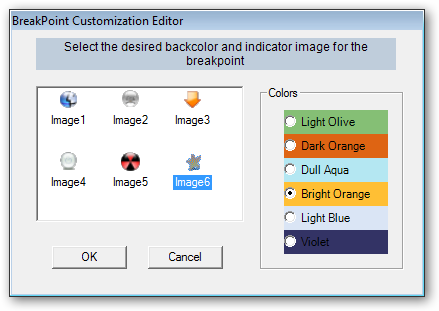 BreakPoint Customization Editor
Select the desired backcolor and indicator image for the
breakpoint
Image1 Image2 Image3
Image4 Image5 Image6
OK Cancel
Colors
Light Olive
Dark Orange
Dull Aqua
Bright Orange
Light Blue
Violet